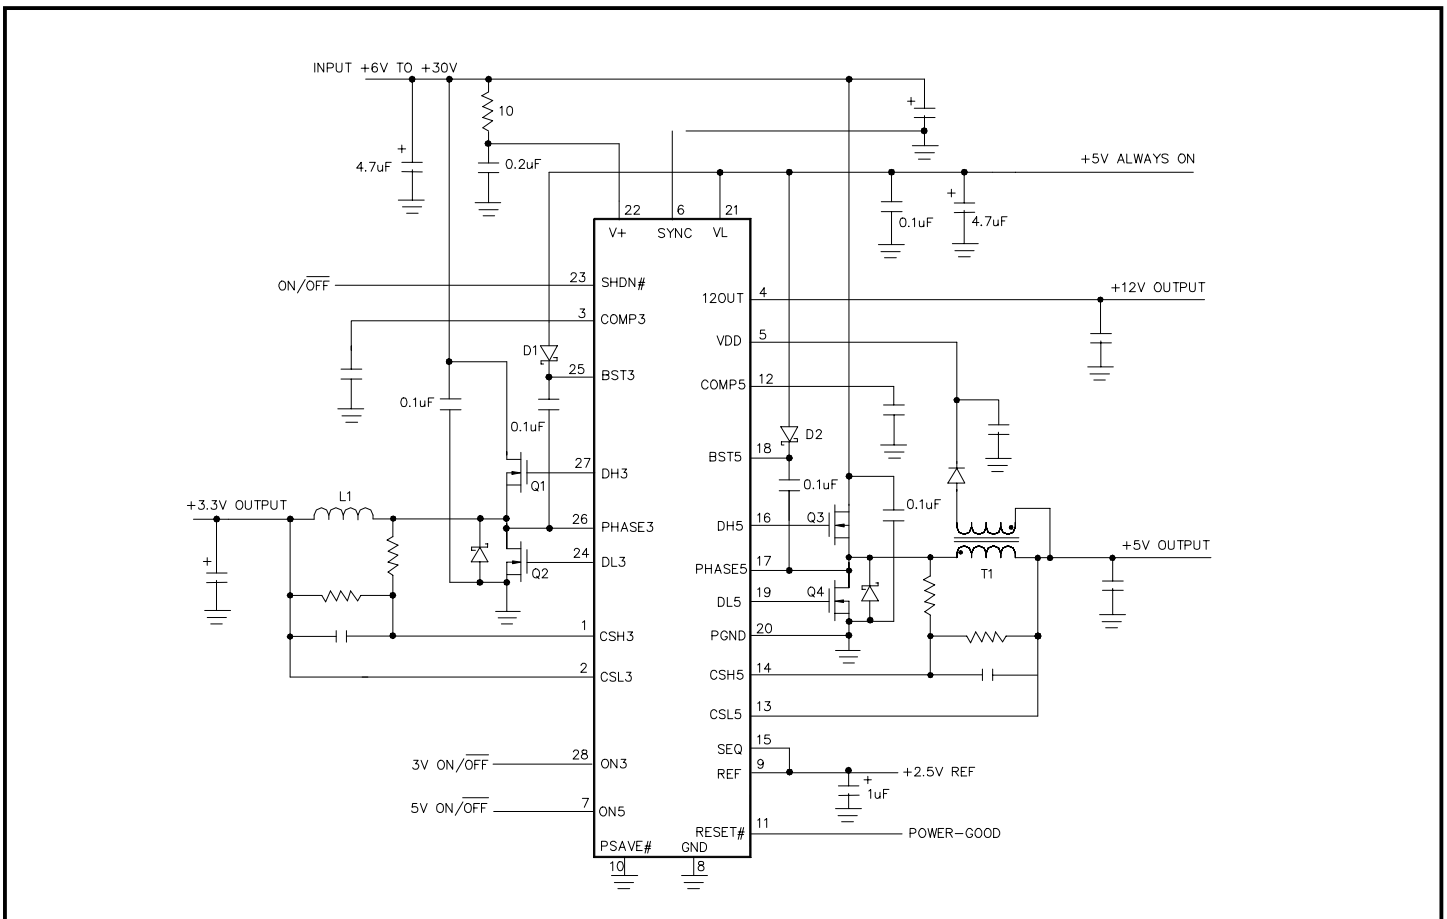 INPUT +6V TO +30V
+
10
+
4.7uF
0.2uF
+5V ALWAYS ON
+
0.1uF
4.7uF
22
6
21
V+
SYNC
VL
ON/OFF
23
SHDN#
12OUT
4
+12V OUTPUT
3
COMP3
VDD
5
D1
25
BST3
COMP5
12
0.1uF
0.1uF
D2
BST5
18
27
DH3
Q1
0.1uF
0.1uF
+3.3V OUTPUT
L1
26
PHASE3
DH5
16
Q3
+5V OUTPUT
+
24
DL3
Q2
PHASE5
17
T1
DL5
19
Q4
1
CSH3
PGND
20
2
CSL3
CSH5
14
CSL5
13
SEQ
15
3V ON/OFF
28
ON3
REF
9
+2.5V REF
+
1uF
5V ON/OFF
7
ON5
RESET#
11
POWER-GOOD
PSAVE#
GND
10
8